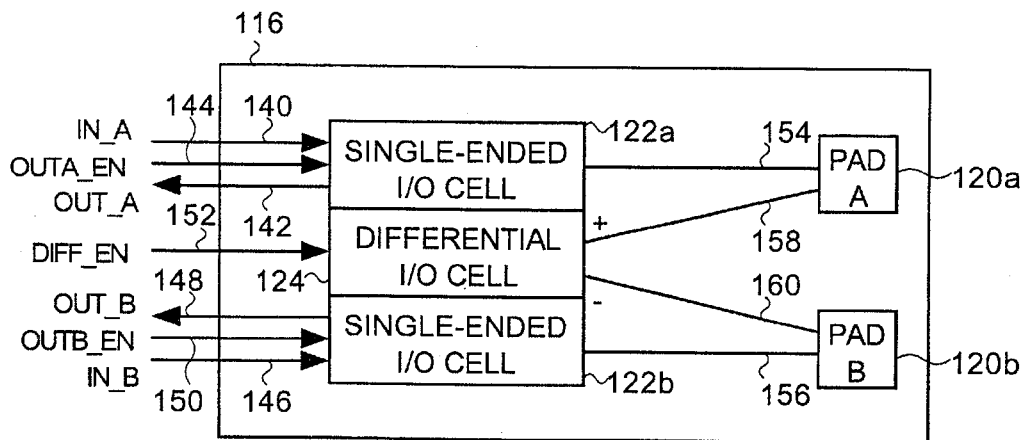 116
144
140
IN_A
OUTA_EN
OUT_A
142
152
DIFF_EN
124
148
OUT_B
OUTB_EN
IN_B
150
146
SINGLE-ENDED
I/O CELL
122a
DIFFERENTIAL
I/O CELL
+
-
SINGLE-ENDED
I/O CELL
122b
154
158
160
156
PAD
A
120a
PAD
B
120b